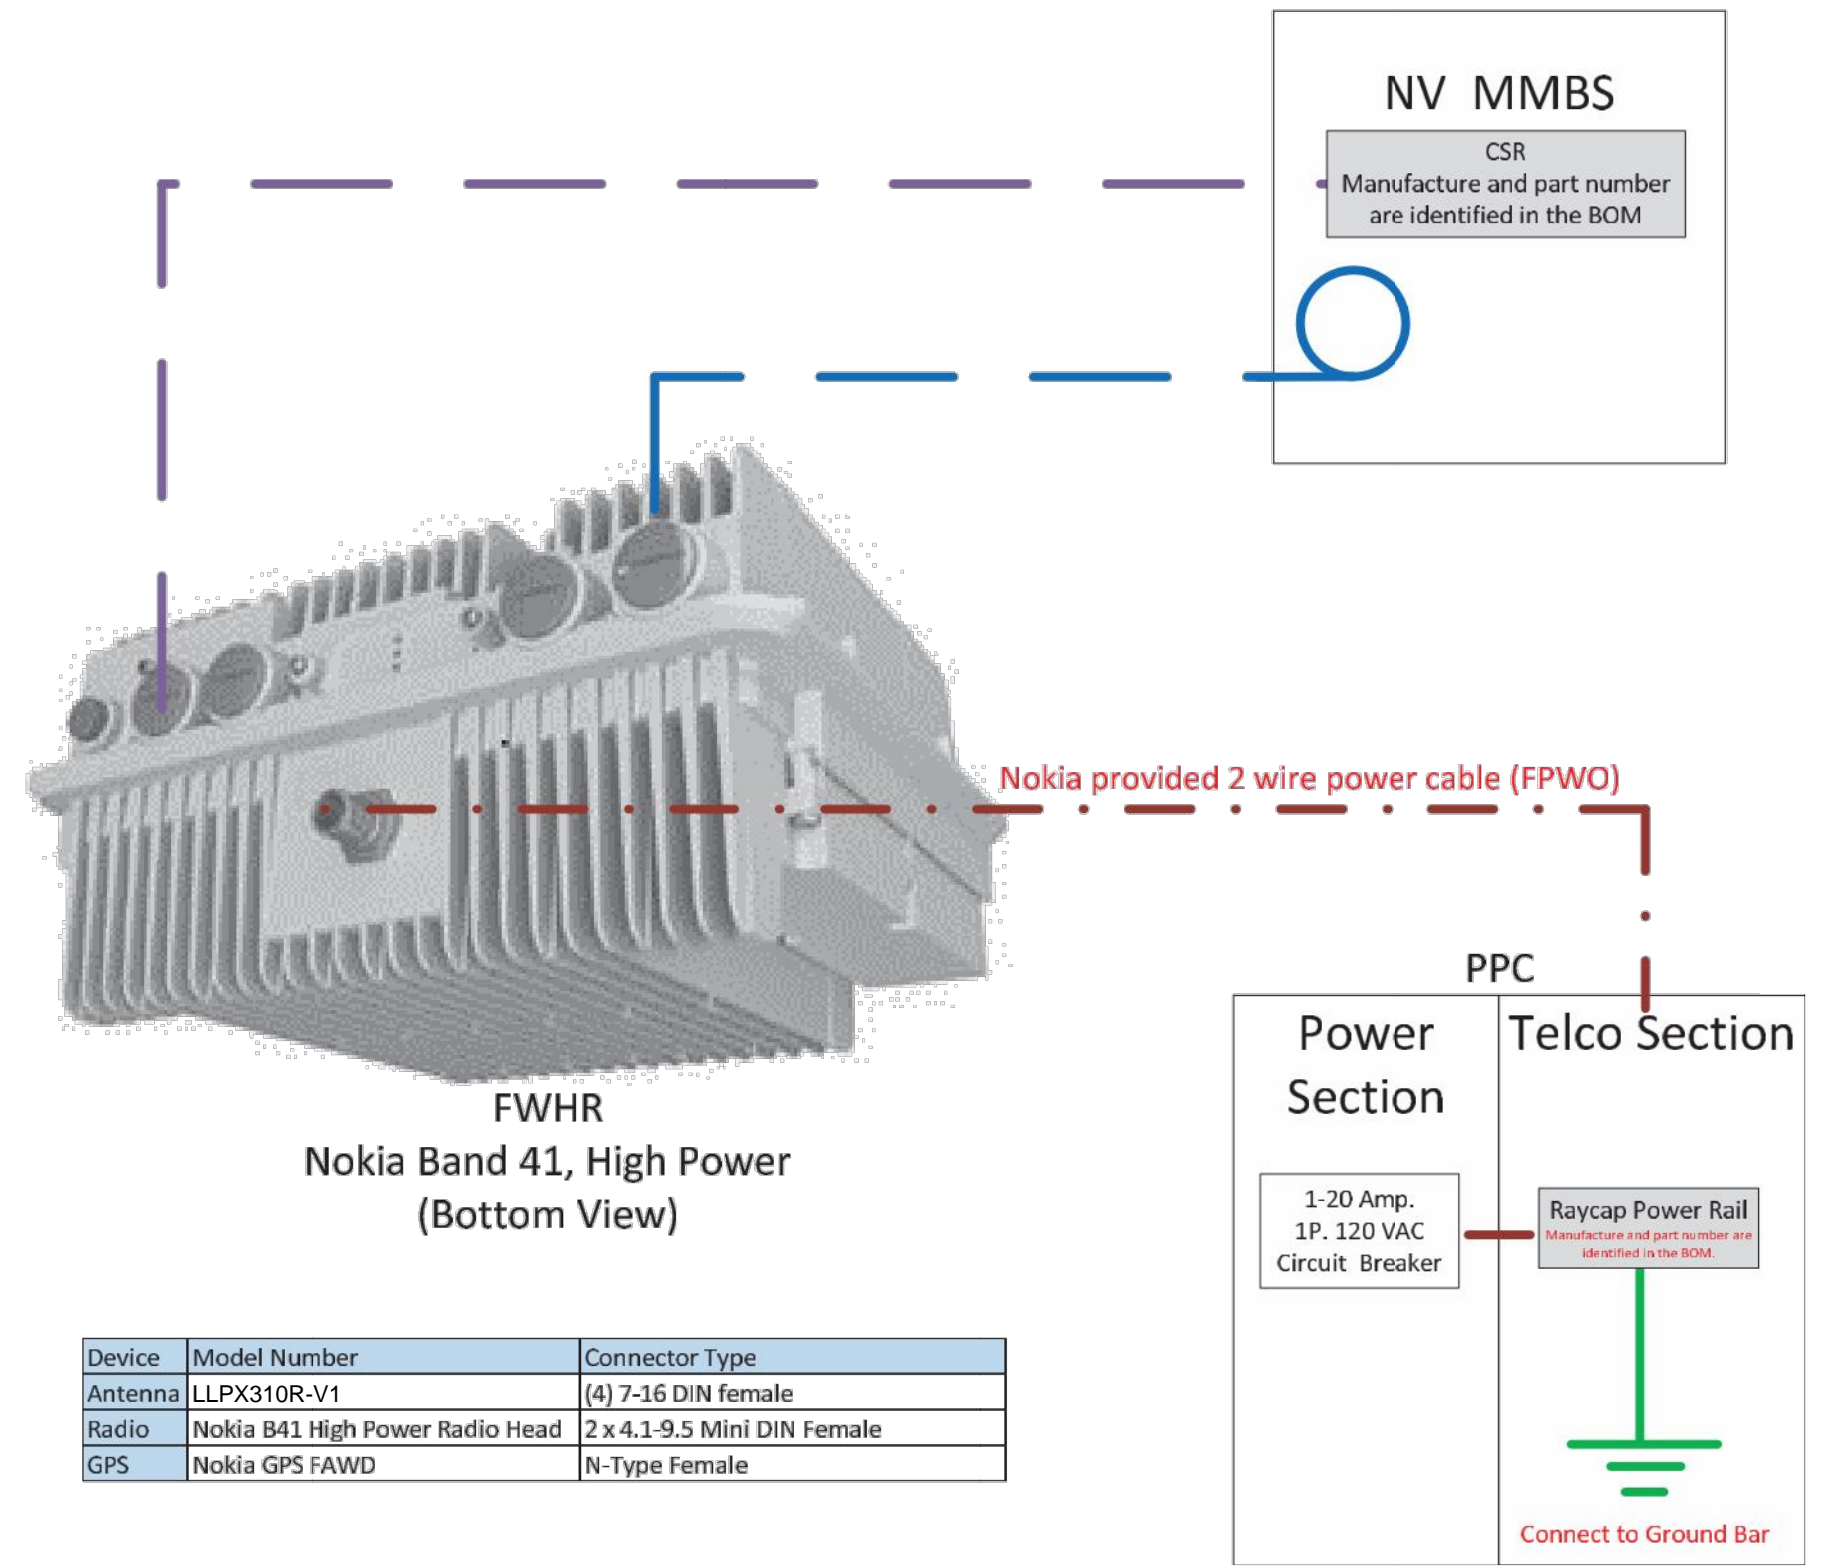 NV MMBS
CSR
Manufacture and part number
are identified in the BOM
Nokia provided 2 wire power cable (FPWO)
PPC
Power
Section
Telco Section
1-20 Amp.
1P. 120 VAC
Circuit Breaker
Raycap Power Rail
Manufacture and part number are
identified in the BOM.
Connect to Ground Bar
FWHR
Nokia Band 41, High Power
(Bottom View)
Device Model Number Connector Type
Antenna LLPX310R-V1 (4) 7-16 DIN female
Radio Nokia B41 High Power Radio Head 2 x 4.1-9.5 Mini DIN Female
GPS Nokia GPS FAWD N-Type Female